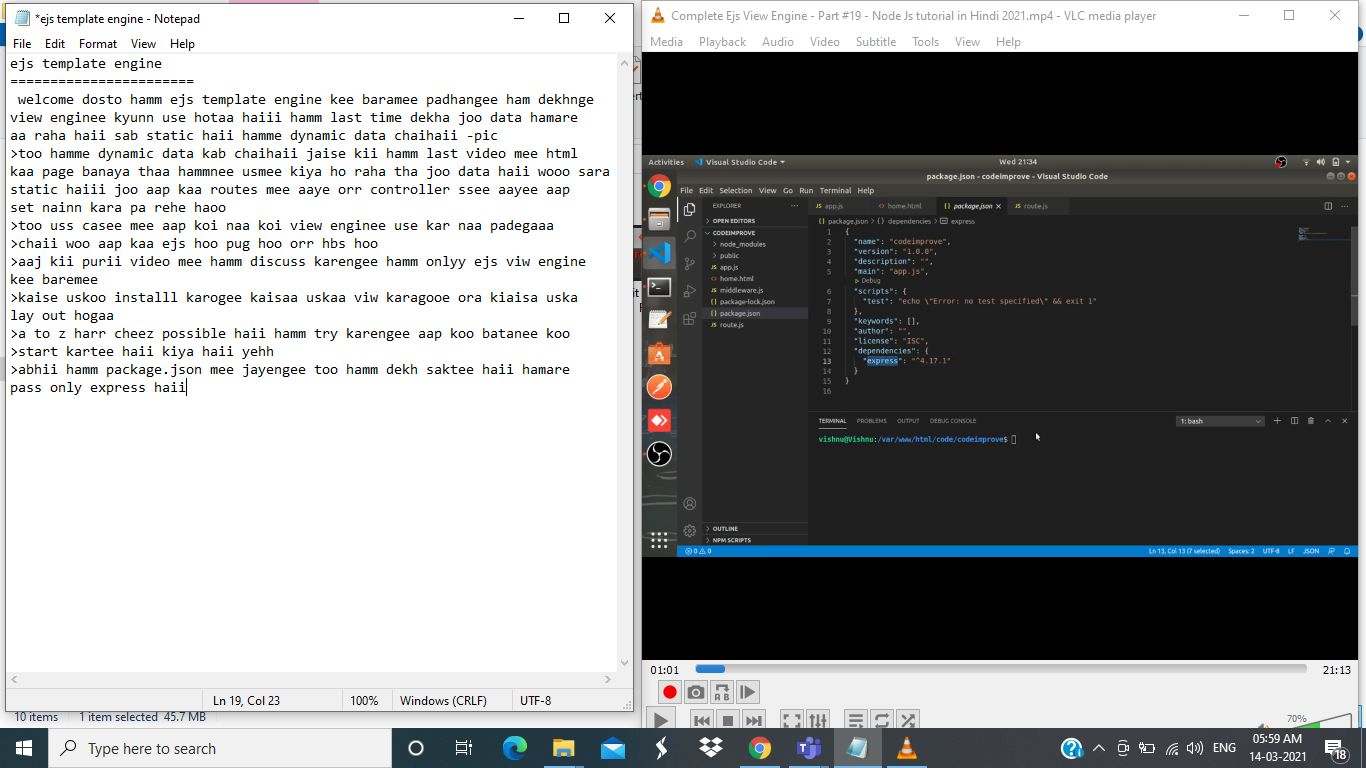 *ejs template engine - Notepad
File Edit Format View Help
ejs template engine
=======================
welcome dosto hamm ejs template engine kee baramee padhangee ham dekhnge
view enginee kyunn use hotaa haiii hamm last time dekha joo data hamare
aa raha haii sab static haii hamme dynamic data chaihaii -pic
>too hamme dynamic data kab chaihaii jaise kii hamm last video mee html
kaa page banaya thaa hammnee usmee kiya ho raha tha joo data haii wooo sara
static haiii joo aap kaa routes mee aaye orr controller ssee aayee aap
set nainn kara pa rehe haoo
>too uss casee mee aap koi naa koi view enginee use kar naa padegaaa
>chaii woo aap kaa ejs hoo pug hoo orr hbs hoo
>aaj kii purii video mee hamm discuss karengee hamm onlyy ejs viw engine
kee baremee
>kaise uskoo installl karogee kaisaa uskaa viw karagooe ora kiaisa uska
lay out hogaa
>a to z harr cheez possible haii hamm try karengee aap koo batanee koo
>start kartee haii kiya haii yehh
>abhii hamm package.json mee jayengee too hamm dekh saktee haii hamare
pass only express haii
Ln 19, Col 23 100% Windows (CRLF) UTF-8
10 items 1 item selected 45.7 MB
Complete Ejs View Engine - Part #19 - Node Js tutorial in Hindi 2021.mp4 - VLC media player
Media Playback Audio Video Subtitle Tools View Help
Activities Visual Studio Code Wed 21:34
package.json - codeimprove - Visual Studio Code
File Edit Selection View Go Run Terminal Help
EXPLORER
OPEN EDITORS
CODEIMPROVE
node_modules
public
JS app.js
home.html
JS middleware.js
{} package-lock.json
{} package.json
JS route.js
OUTLINE
NPM SCRIPTS
JS app.js home.html {} package.json JS route.js
{} package.json > {} dependencies > express
1 {
2 "name": "codeimprove",
3 "version": "1.0.0",
4 "description": "",
5 "main": "app.js",
Debug
6 "scripts": {
7 "test": "echo \"Error: no test specified\" && exit 1"
8 },
9 "keywords": [],
10 "author": "",
11 "license": "ISC",
12 "dependencies": {
13 "express": "^4.17.1"
14 }
15 }
16
TERMINAL PROBLEMS OUTPUT DEBUG CONSOLE 1: bash
vishnu@Vishnu:/var/www/html/code/codeimprove$
0 0 Ln 13, Col 13 (7 selected) Spaces: 2 UTF-8 LF JSON
01:01 21:13
70%
Type here to search
ENG
05:59 AM
14-03-2021
18